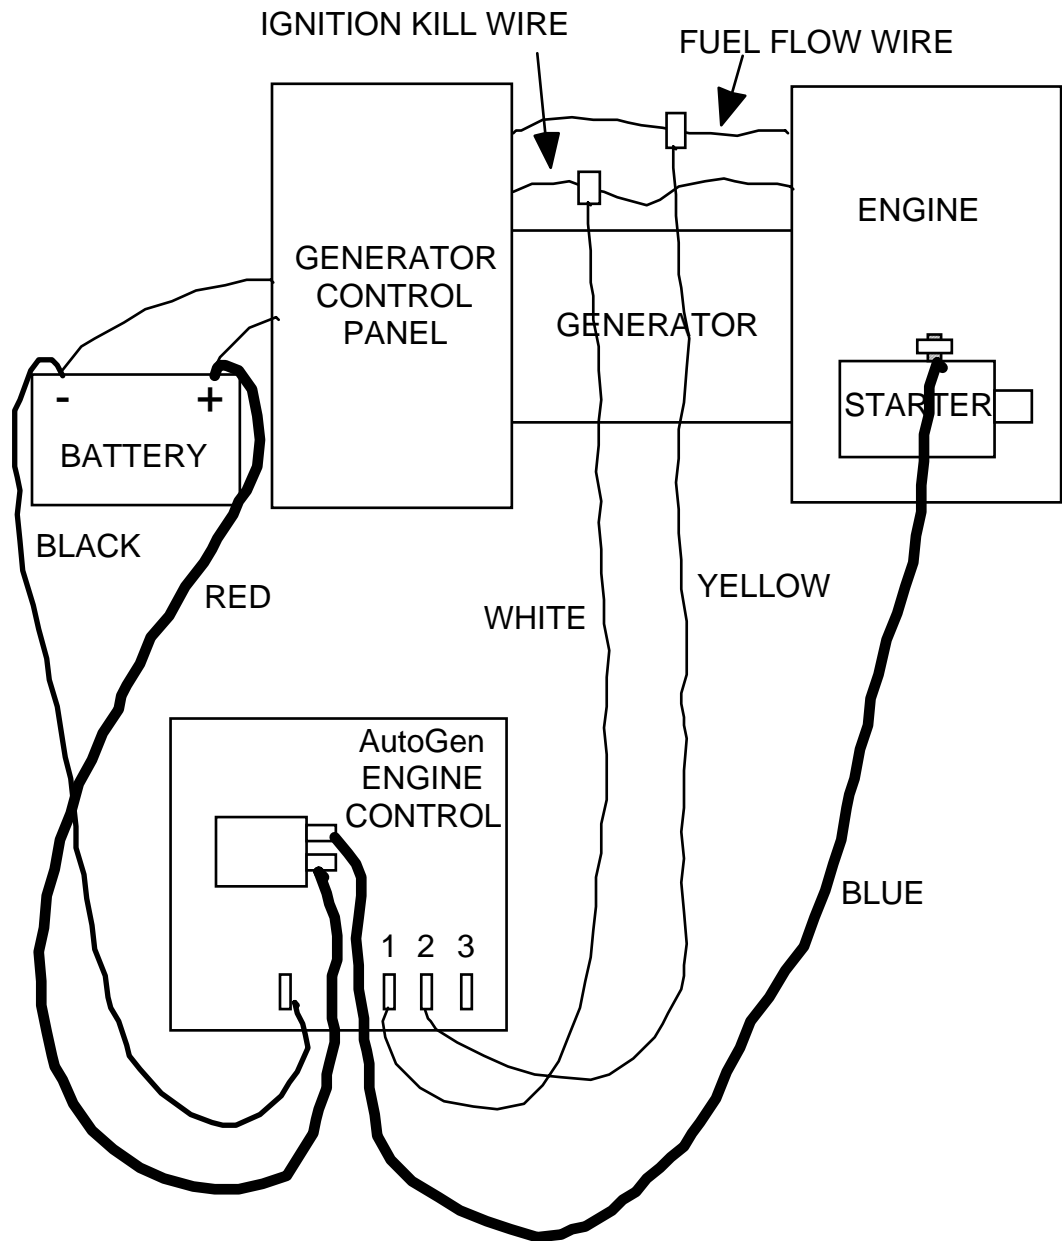 IGNITION KILL WIRE
FUEL FLOW WIRE
ENGINE
GENERATOR
CONTROL
PANEL
GENERATOR
STARTER
- +
BATTERY
BLACK
RED
WHITE
YELLOW
AutoGen
ENGINE
CONTROL
BLUE
1 2 3